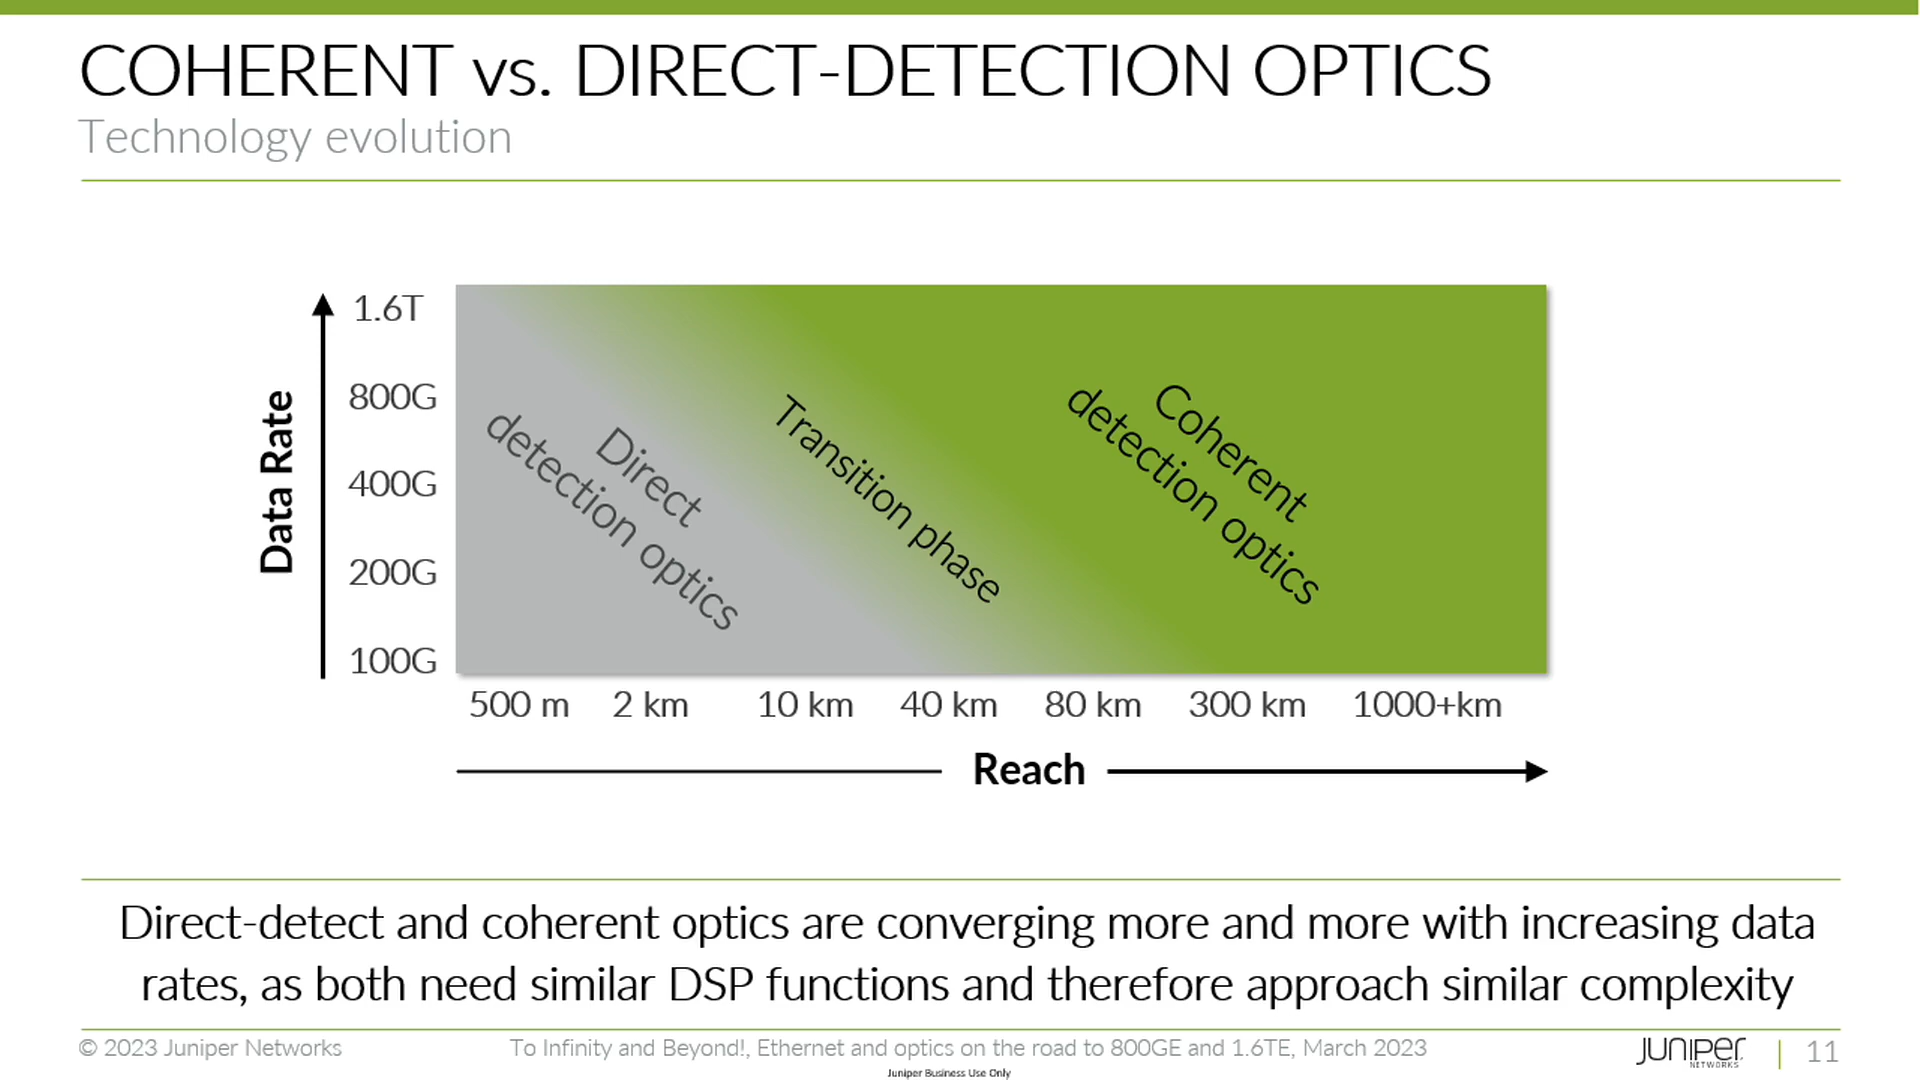 COHERENT vs. DIRECT-DETECTION OPTICS
Technology evolution
Data Rate
1.6T
800G
400G
200G
100G
Direct
detection optics
Transition phase
Coherent
detection optics
500 m 2 km 10 km 40 km 80 km 300 km 1000+km
Reach
Direct-detect and coherent optics are converging more and more with increasing data
rates, as both need similar DSP functions and therefore approach similar complexity
© 2023 Juniper Networks
To Infinity and Beyond!, Ethernet and optics on the road to 800GE and 1.6TE, March 2023
Juniper Business Use Only
JUNIPER
NETWORKS
11